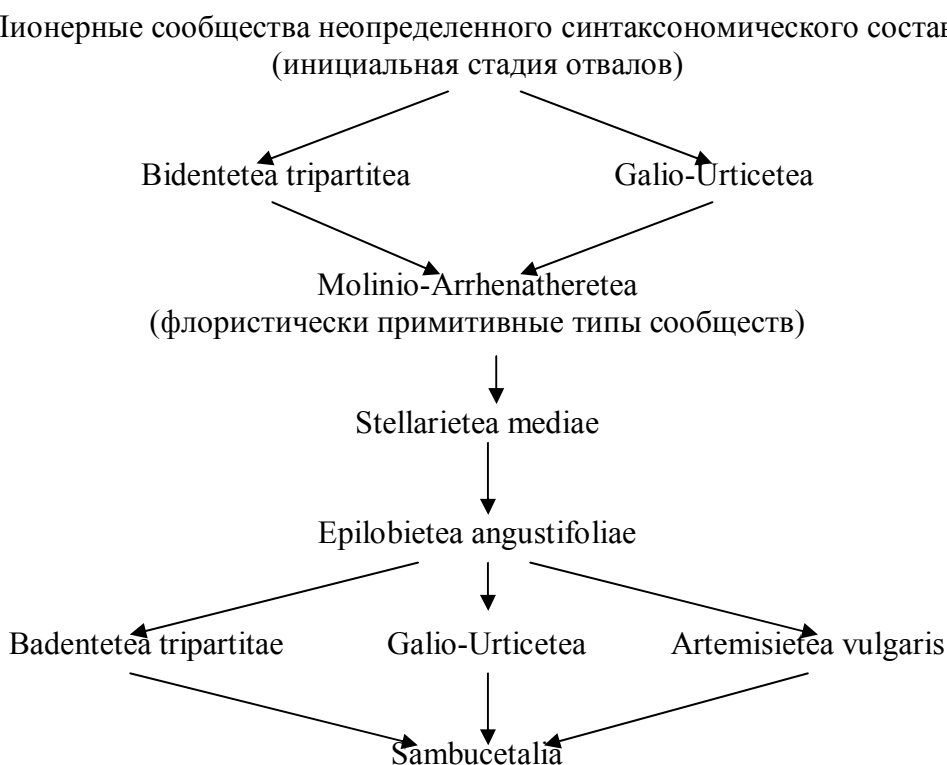 Пионерные сообщества неопределенного синтаксономического состав
(инициальная стадия отвалов)
Bidentetea tripartitea Galio-Urticetea
Molinio-Arrhenatheretea
(флористически примитивные типы сообществ)
Stellarietea mediae
Epilobietea angustifoliae
Badentetea tripartitae Galio-Urticetea Artemisietea vulgaris
Sambucetalia